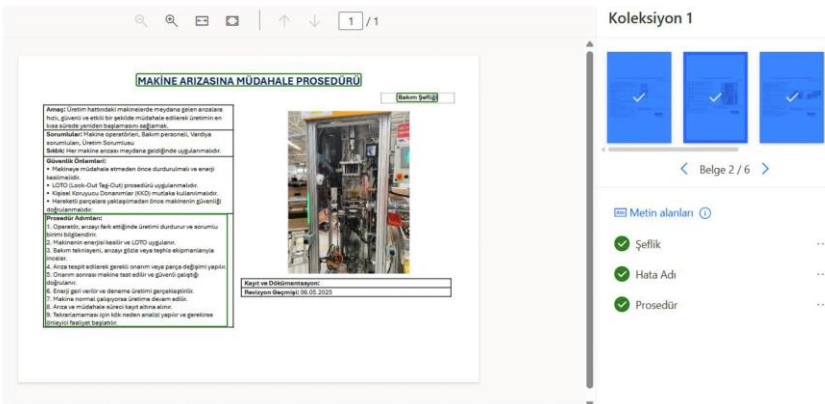 1 / 1
Koleksiyon 1
MAKİNE ARIZASINA MÜDAHALE PROSEDÜRÜ
Bakım Şefliği
Amaç: Üretim hattındaki makinelerde meydana gelen arızalara
hızlı, güvenli ve etkili bir şekilde müdahale edilerek üretimin en
kısa sürede yeniden başlamasını sağlamak.
Sorumlular: Makine operatörleri, Bakım personeli, Vardiya
sorumluları, Üretim Sorumlusu
Sıklık: Her makine arızası meydana geldiğinde uygulanmalıdır.
Güvenlik Önlemleri:
• Makineye müdahale etmeden önce durdurulmalı ve enerji
kesilmelidir.
• LOTO (Lock-Out Tag-Out) prosedürü uygulanmalıdır.
• Kişisel Koruyucu Donanımlar (KKD) mutlaka kullanılmalıdır.
• Hareketli parçalara yaklaşılmadan önce makinenin güvenliği
doğrulanmalıdır.
Prosedür Adımları:
1. Operatör, arızayı fark ettiğinde üretimi durdurur ve sorumlu
birimi bilgilendirir.
2. Makinenin enerjisi kesilir ve LOTO uygulanır.
3. Bakım teknisyeni, arızayı gözle veya teşhis ekipmanlarıyla
inceler.
4. Arıza tespit edilerek gerekli onarım veya parça değişimi yapılır.
5. Onarım sonrası makine test edilir ve güvenli çalıştığı
doğrulanır.
6. Enerji geri verilir ve deneme üretimi gerçekleştirilir.
7. Makine normal çalışıyorsa üretime devam edilir.
8. Arıza ve müdahale süreci kayıt altına alınır.
9. Tekrarlamaması için kök neden analizi yapılır ve gerekirse
önleyici faaliyet başlatılır.
Kayıt ve Dökümantasyon:
Revizyon Geçmişi: 06.05.2025
Belge 2 / 6
Abc Metin alanları
Şeflik
Hata Adı
Prosedür